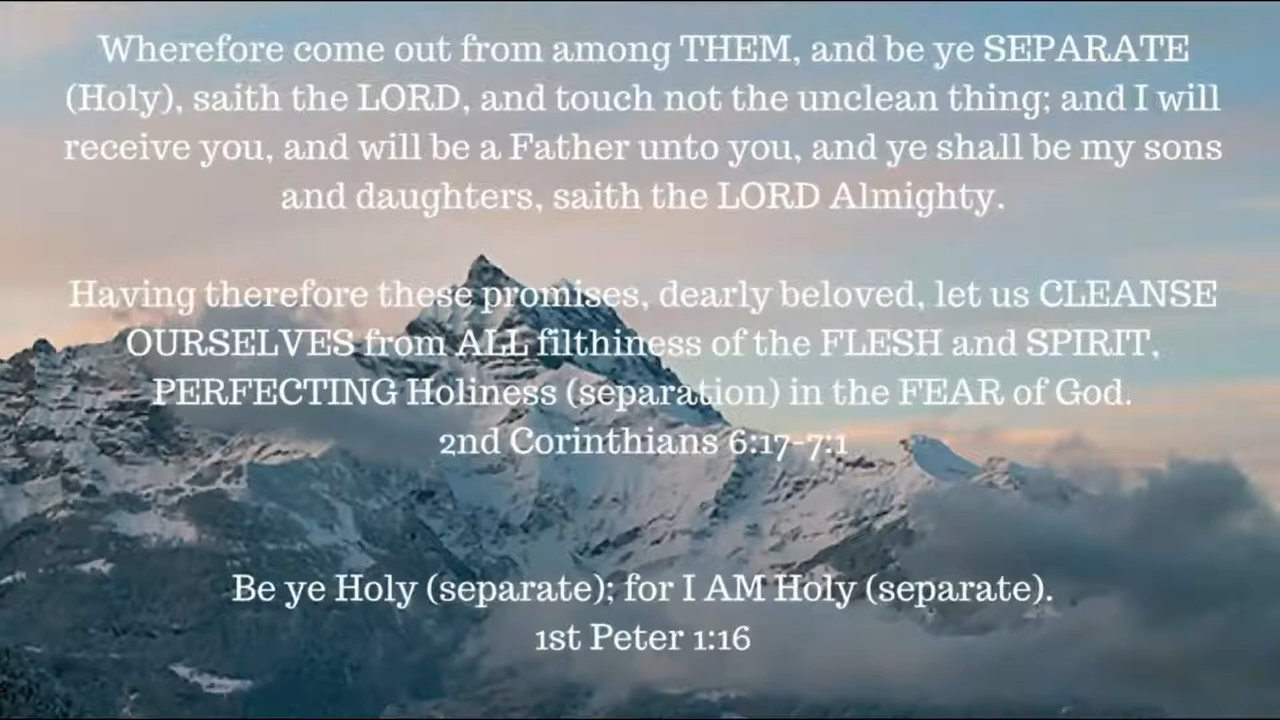 Wherefore come out from among THEM, and be ye SEPARATE
(Holy), saith the LORD, and touch not the unclean thing; and I will
receive you, and will be a Father unto you, and ye shall be my sons
and daughters, saith the LORD Almighty.
Having therefore these promises, dearly beloved, let us CLEANSE
OURSELVES from ALL filthiness of the FLESH and SPIRIT,
PERFECTING Holiness (separation) in the FEAR of God.
2nd Corinthians 6:17-7:1
Be ye Holy (separate); for I AM Holy (separate).
1st Peter 1:16